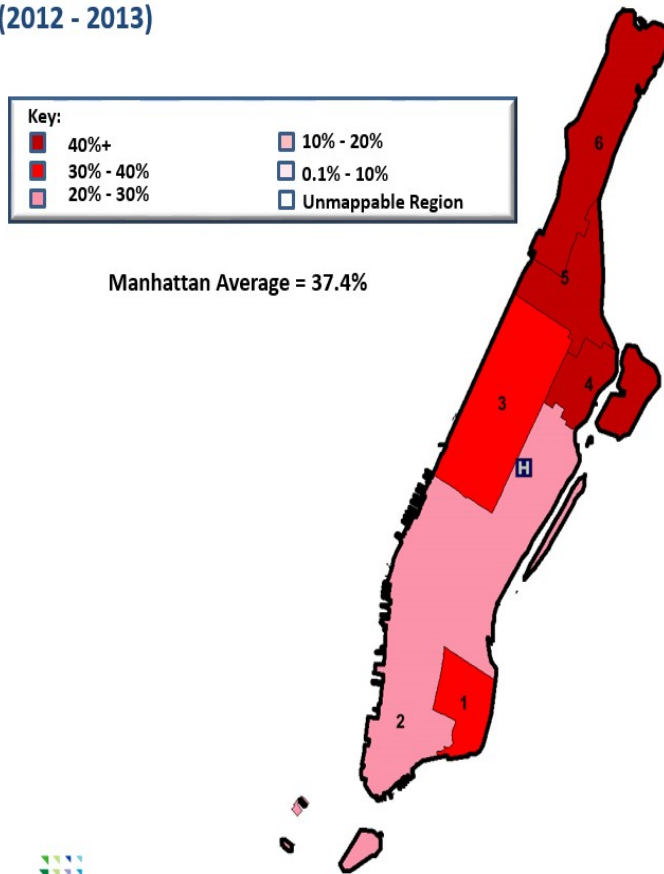 (2012 - 2013)
Key:
40%+
30% - 40%
20% - 30%
10% - 20%
0.1% - 10%
Unmappable Region
Manhattan Average = 37.4%
6
5
4
3
H
1
2